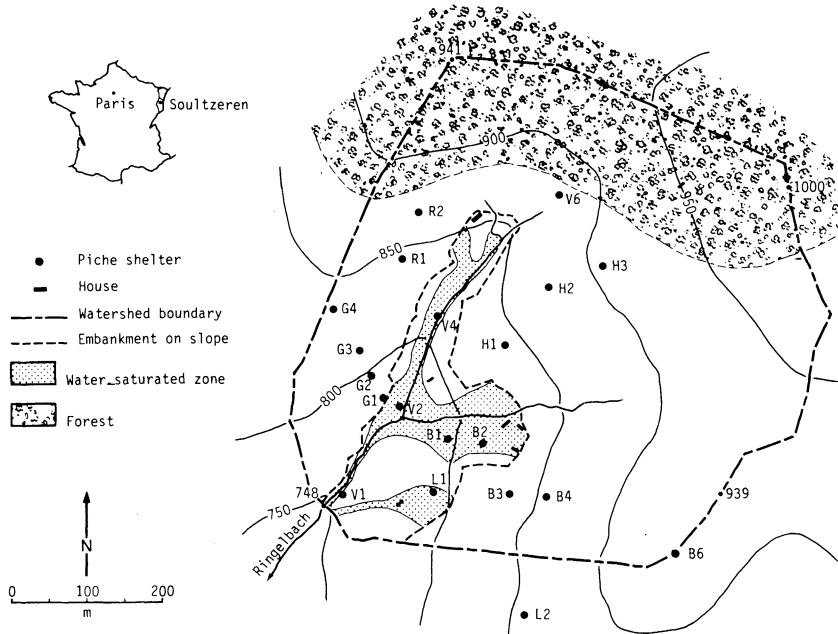 941
Paris
Soultzeren
900
1000
950
V6
R2
850
R1
H3
Piche shelter
H2
House
Watershed boundary
G4
V4
Embankment on slope
H1
G3
Water_saturated zone
G2
800
G1
V2
Forest
B1
B2
L1
748
V1
B3
B4
939
750
N
Ringelbach
B6
0 100 200
m
L2